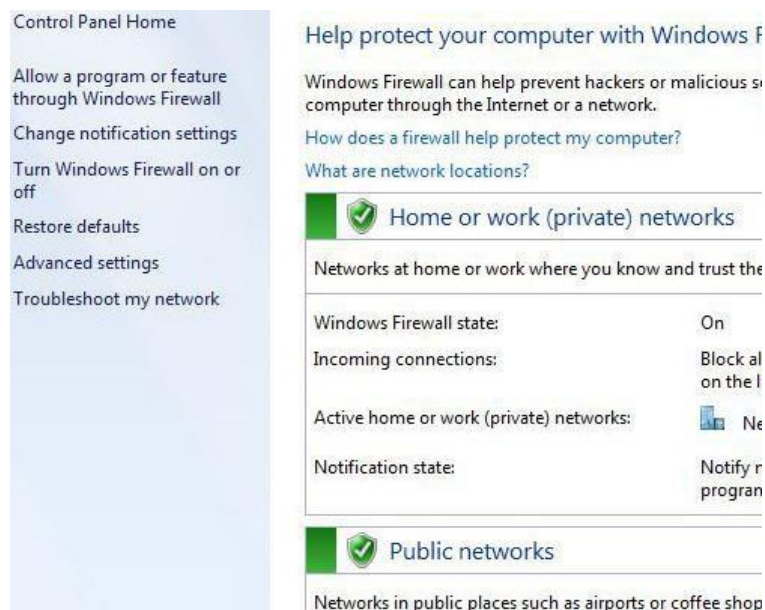 Control Panel Home
Allow a program or feature
through Windows Firewall
Change notification settings
Turn Windows Firewall on or
off
Restore defaults
Advanced settings
Troubleshoot my network
Help protect your computer with Windows
Windows Firewall can help prevent hackers or malicious
computer through the Internet or a network.
How does a firewall help protect my computer?
What are network locations?
Home or work (private) networks
Networks at home or work where you know and trust the
Windows Firewall state: On
Incoming connections: Block
on the
Active home or work (private) networks:
Notification state: Notify
Public networks
Networks in public places such as airports or coffee